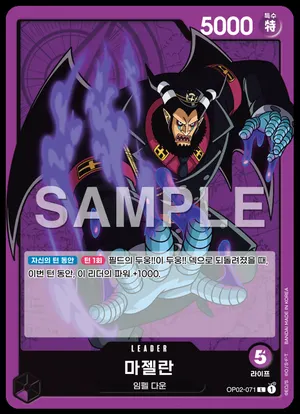 5000
특수
特
SAMPLE
자신의 턴 동안 턴 1회 필드의 두웅!!이 두웅!! 덱으로 되돌려졌을 때,
이번 턴 동안, 이 리더의 파워 +1000.
LEADER
마젤란
임펠 다운
5
라이프
OP02-071 L 1
BANDAI MADE IN KOREA